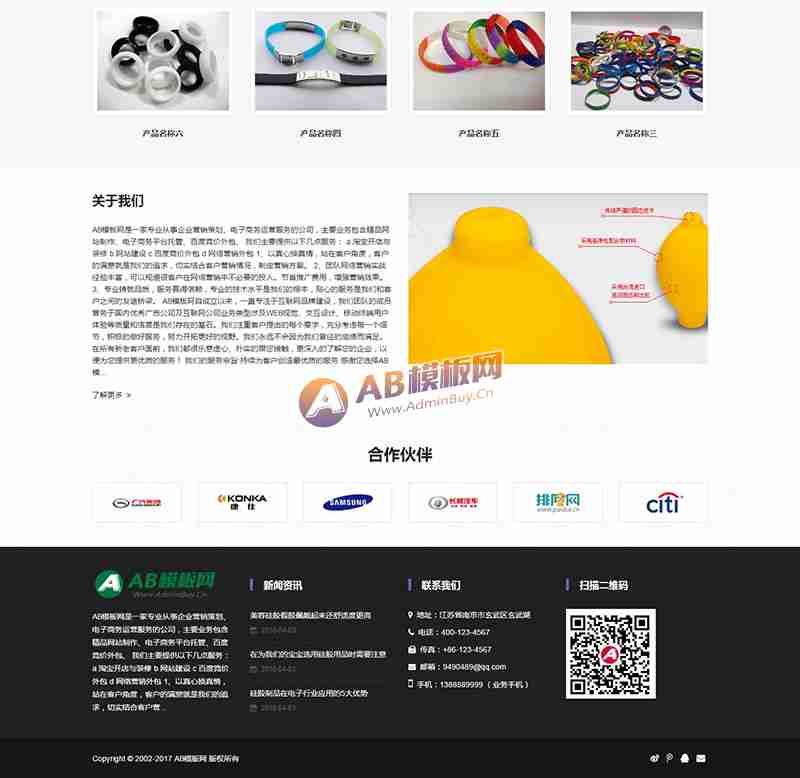 产品名称六
产品名称四
产品名称五
产品名称三
关于我们
AB模板网是一家专业从事企业营销策划、电子商务运营服务的公司，主要业务包含精品网
站制作、电子商务平台托管、百度竞价外包、 我们主要提供以下几点服务： a 淘宝开店与
装修 b 网站建设 c 百度竞价外包 d 网络营销外包 1、以真心换真情，站在客户角度，客户
的满意就是我们的追求，切实结合客户营销情况，制定营销方案。 2、团队网络营销实战
经验丰富，可以规避很客户在网络营销中不必要的投入。节省推广费用，增强营销效果。
3、专业铸就品质，服务赢得信赖，专业的技术水平是我们的根本，贴心的服务是我们和客
户之间的友谊桥梁。 AB模板网自成立以来，一直专注于互联网品牌建设，我们团队的成员
曾务于国内优秀广告公司及互联网公司业务类型涉及WEB视觉、交互设计、移动终端用户
体验等质量和信誉是我们存在的基石。我们注重客户提出的每个要求，充分考虑每一个细
节，积极的做好服务，努力开拓更好的视野。我们永远不会因为我们曾经的成绩而满足。
在所有新老客户面前，我们都很乐意虚心、朴实的跟您接触，更深入的了解您的企业，以
便为您提供更优质的服务！ 我们的服务宗旨:持续为客户创造最优质的服务 感谢您选择AB
模...
了解更多 »
AB模板网
Www.AdminBuy.Cn
合作伙伴
广汽集团
KONKA
康佳
SAMSUNG
长城汽车
排队网
paidui.cn
citi
AB模板网
Www.AdminBuy.Cn
AB模板网是一家专业从事企业营销策划、
电子商务运营服务的公司，主要业务包含
精品网站制作、电子商务平台托管、百度
竞价外包、 我们主要提供以下几点服务：
a 淘宝开店与装修 b 网站建设 c 百度竞价
外包 d 网络营销外包 1、以真心换真情，
站在客户角度，客户的满意就是我们的追
求，切实结合客户营...
新闻资讯
美容硅胶假胶佩戴起来还舒适度更高
2018-04-03
在为我们的宝宝选用硅胶用品时需要注意
2018-04-03
硅胶制品在电子行业应用的5大优势
2018-04-03
联系我们
地址：江苏省南京市玄武区玄武湖
电话：400-123-4567
传真：+86-123-4567
邮箱：9490489@qq.com
手机：1388889999（业务手机）
扫描二维码
Copyright © 2002-2017 AB模板网 版权所有